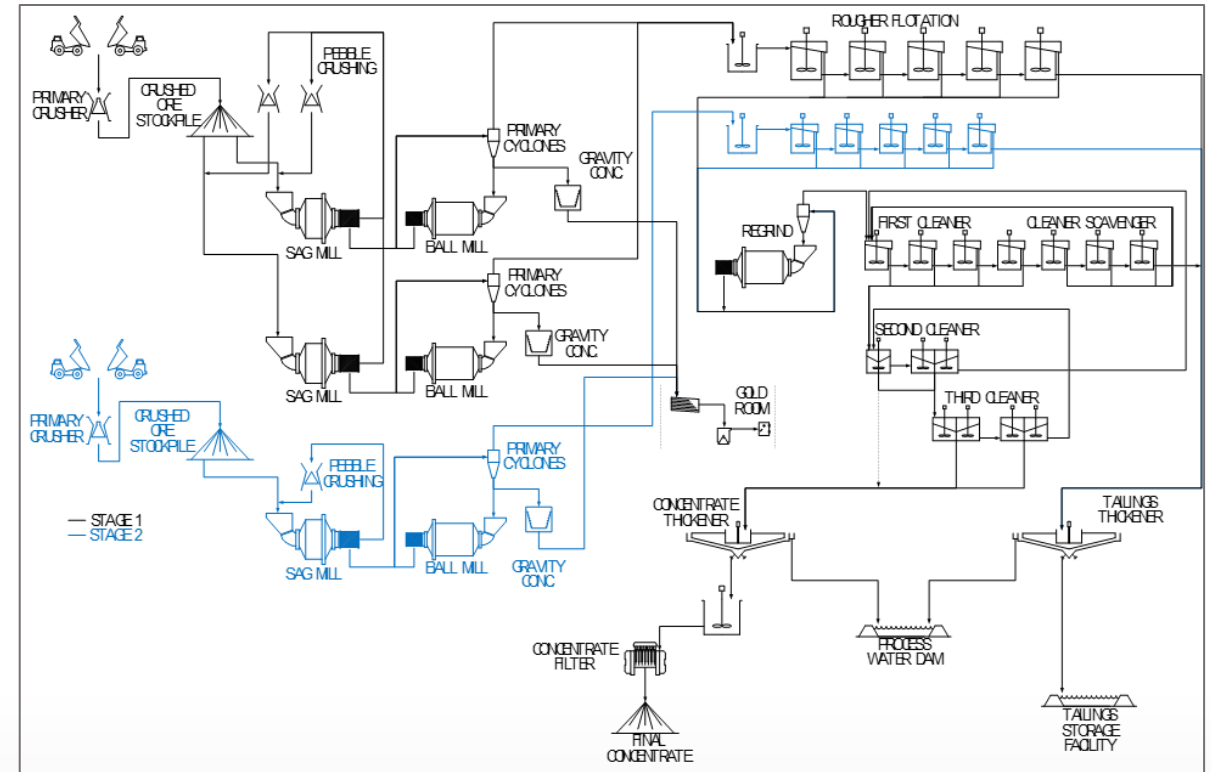 ROUGHER FLOTATION
PEBBLE
CRUSHING
PRIMARY
CRUSHER
CRUSHED
ORE
STOCKPILE
PRIMARY
CYCLONES
GRAVITY
CONC.
SAG MILL
BALL MILL
REGRIND
FIRST CLEANER
CLEANER SCAVENGER
PRIMARY
CYCLONES
GRAVITY
CONC.
SAG MILL
BALL MILL
SECOND CLEANER
THIRD CLEANER
GOLD
ROOM
PRIMARY
CRUSHER
CRUSHED
ORE
STOCKPILE
PEBBLE
CRUSHING
PRIMARY
CYCLONES
GRAVITY
CONC.
SAG MILL
BALL MILL
STAGE 1
STAGE 2
CONCENTRATE
THICKENER
TAILINGS
THICKENER
CONCENTRATE
FILTER
PROCESS
WATER DAM
FINAL
CONCENTRATE
TAILINGS
STORAGE
FACILITY